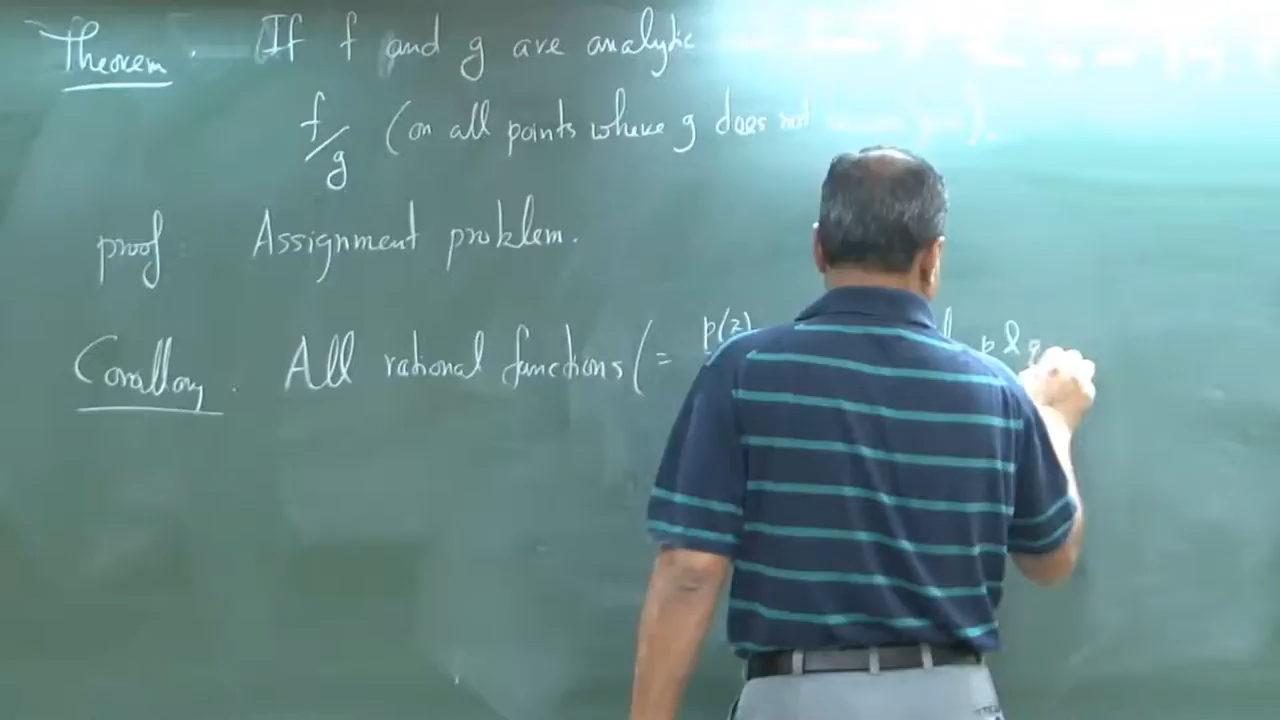 Theorem. If f and g are analytic
f/g (on all points where g does not
proof: Assignment problem.
Corollary. All rational functions (= p(z) p & q